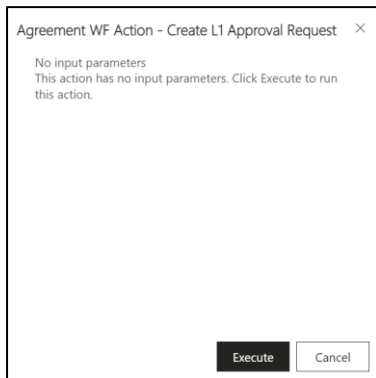 Agreement WF Action - Create L1 Approval Request
No input parameters
This action has no input parameters. Click Execute to run
this action.
Execute
Cancel